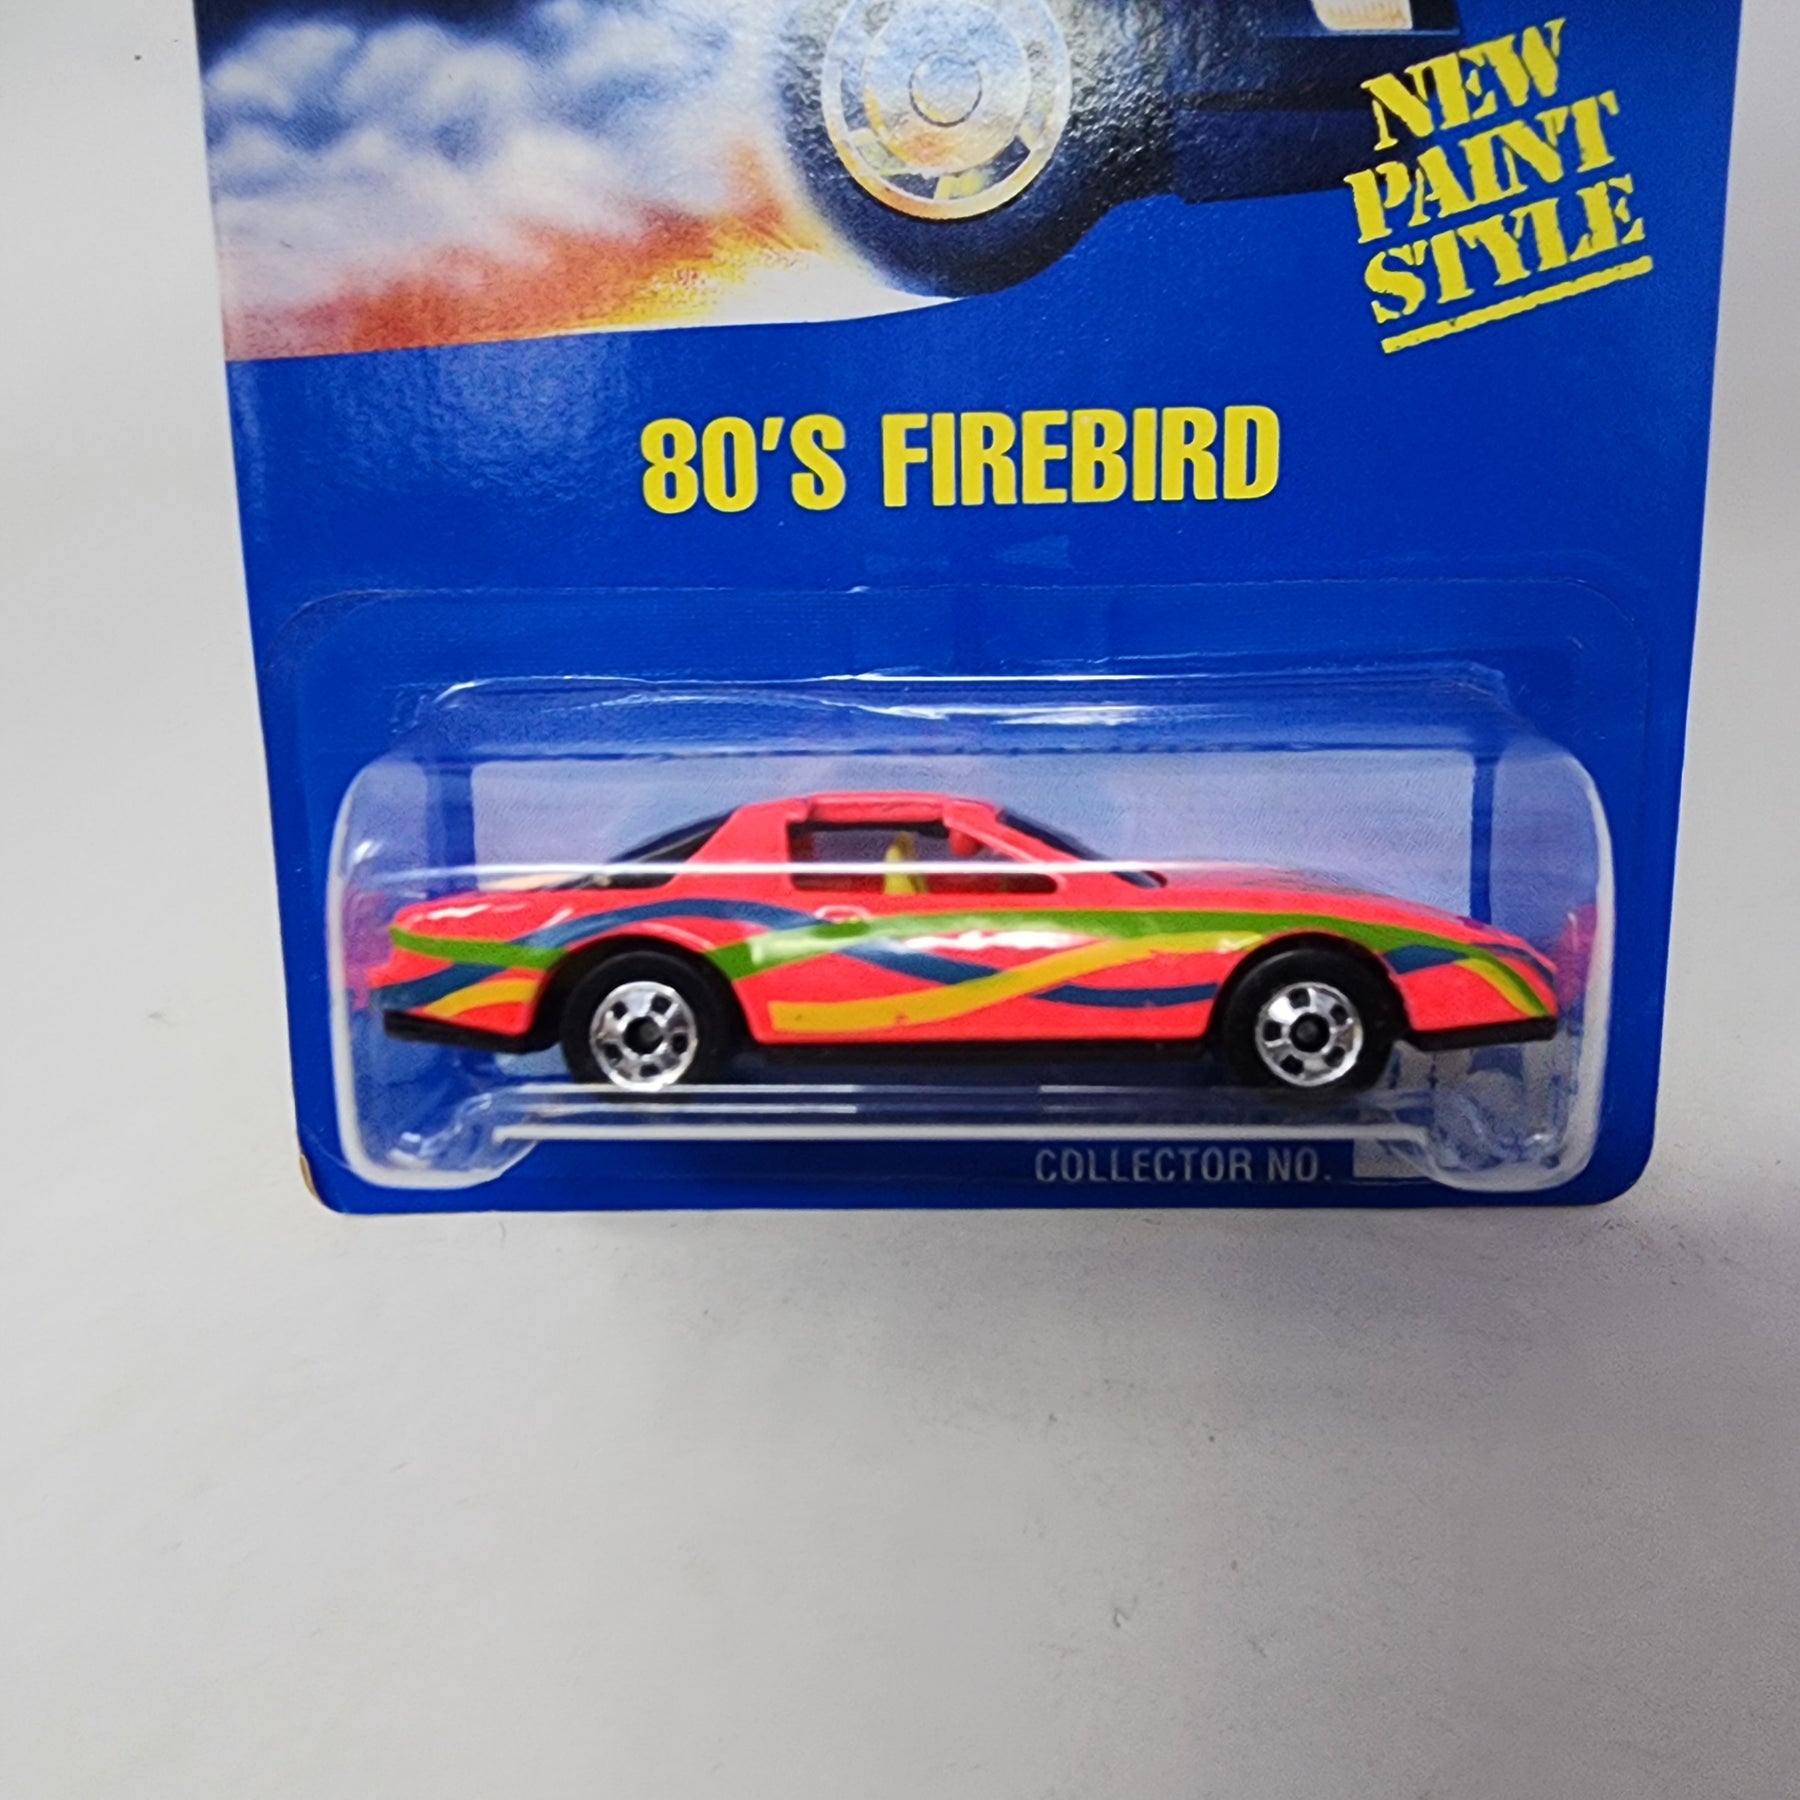 NEW
PAINT
STYLE
80'S FIREBIRD
COLLECTOR NO.